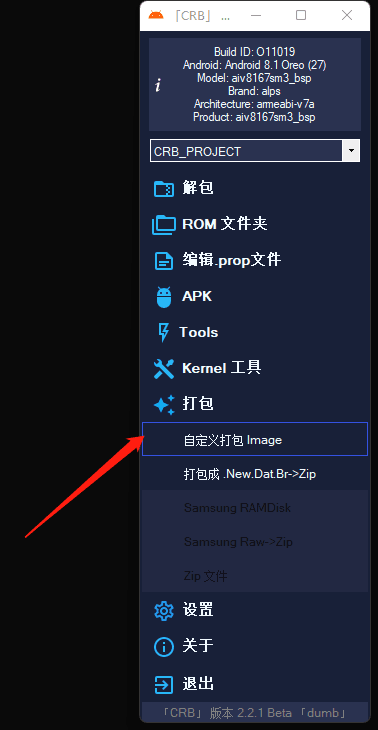 「CRB」...
Build ID: O11019
Android: Android 8.1 Oreo (27)
Model: aiv8167sm3_bsp
Brand: alps
Architecture: armeabi-v7a
Product: aiv8167sm3_bsp
CRB_PROJECT
解包
ROM 文件夹
编辑.prop文件
APK
Tools
Kernel 工具
打包
自定义打包 Image
打包成 .New.Dat.Br->Zip
Samsung RAMDisk
Samsung Raw->Zip
Zip 文件
设置
关于
退出
「CRB」 版本 2.2.1 Beta 「dumb」